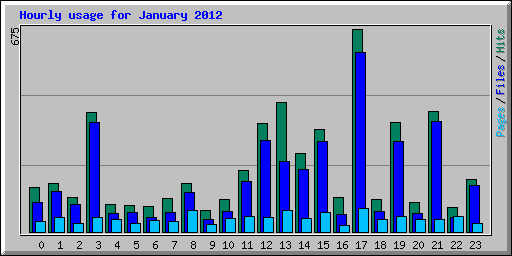 Hourly usage for January 2012
675
Pages / Files / Hits
0 1 2 3 4 5 6 7 8 9 10 11 12 13 14 15 16 17 18 19 20 21 22 23